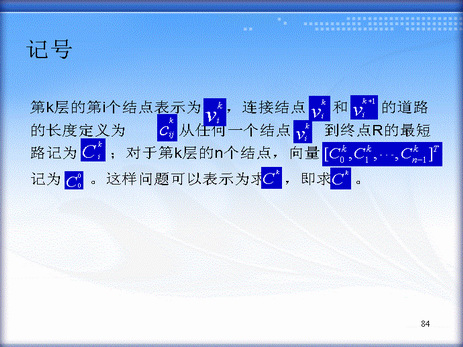 记号
第k层的第i个结点表示为 v_i^k ，连接结点 v_i^k 和 v_i^{k+1} 的道路
的长度定义为 c_{ij}^k 从任何一个结点 v_i^k 到终点R的最短
路记为 C_i^k ；对于第k层的n个结点，向量 [C_0^k, C_1^k, ⋯, C_{n-1}^k]^T
记为 C_0^0 。这样问题可以表示为求 C^k ，即求 C^k 。
84